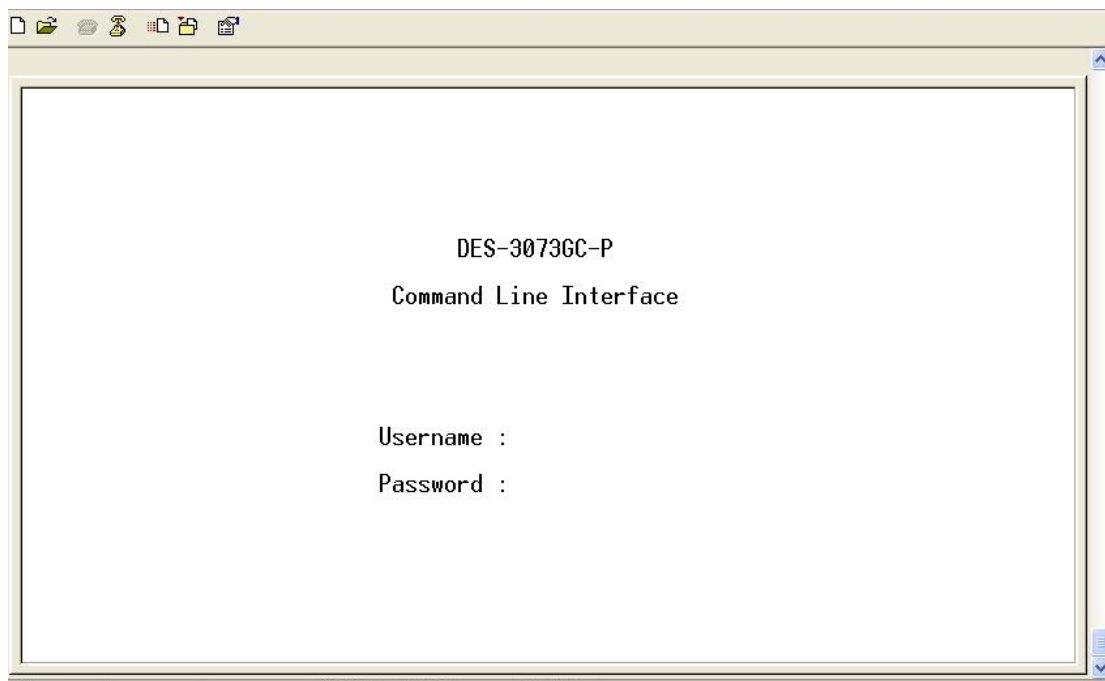 DES-3073GC-P
Command Line Interface
Username :
Password :